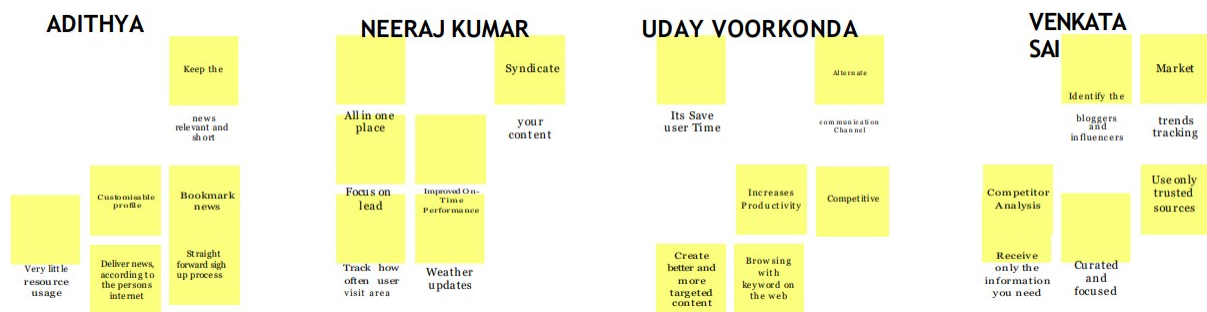 ADITHYA
Keep the
news
relevant and
short
Customisable
profile
Bookmark
news
Very little
resource
usage
Deliver news,
according to
the persons
internet
Straight
forward sigh
up process
NEERAJ KUMAR
Syndicate
your
content
All in one
place
Focus on
lead
Improved On-
Time
Performance
Track how
often user
visit area
Weather
updates
UDAY VOORKONDA
Its Save
user Time
Alternate
communication
Channel
Increases
Productivity
Competitive
Create
better and
more
targeted
content
Browsing
with
keyword on
the web
VENKATA
SAI
Identify the
bloggers
and
influencers
Market
trends
tracking
Competitor
Analysis
Use only
trusted
sources
Receive
only the
information
you need
Curated
and
focused